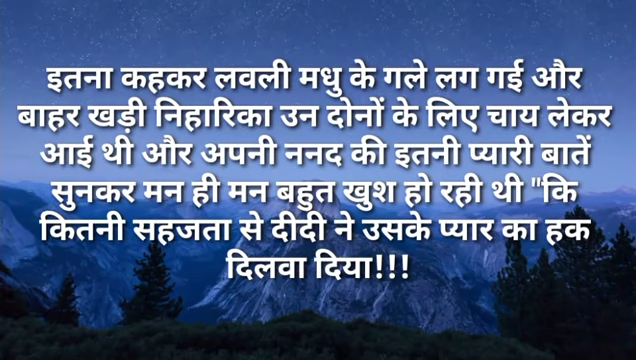 इतना कहकर लवली मधु के गले लग गई और
बाहर खड़ी निहारिका उन दोनों के लिए चाय लेकर
आई थी और अपनी ननद की इतनी प्यारी बातें
सुनकर मन ही मन बहुत खुश हो रही थी "कि
कितनी सहजता से दीदी ने उसके प्यार का हक
दिलवा दिया!!!